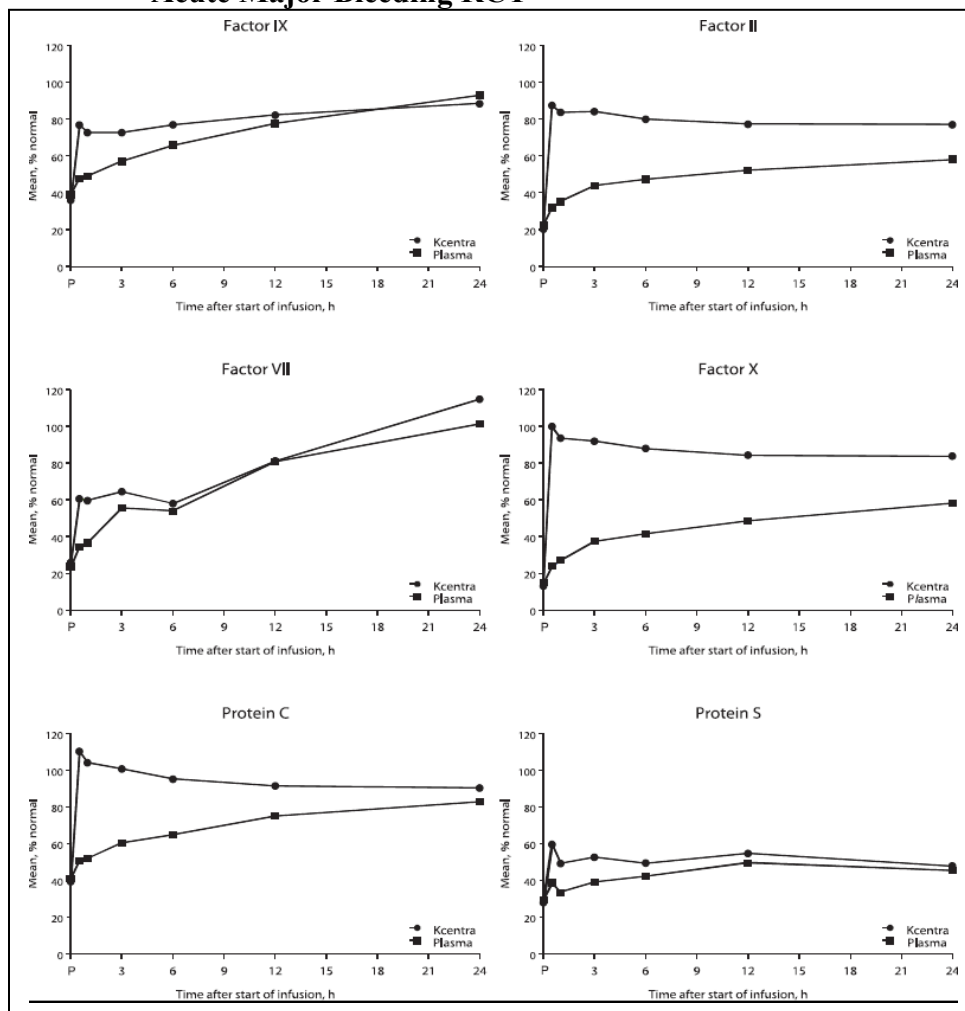 Acute Major Bleeding RCT
Factor IX
Mean, % normal
120
100
80
60
40
20
0
Kcentra
Plasma
P 3 6 9 12 15 18 21 24
Time after start of infusion, h
Factor II
Mean, % normal
120
100
80
60
40
20
0
Kcentra
Plasma
P 3 6 9 12 15 18 21 24
Time after start of infusion, h
Factor VII
Mean, % normal
120
100
80
60
40
20
0
Kcentra
Plasma
P 3 6 9 12 15 18 21 24
Time after start of infusion, h
Factor X
Mean, % normal
120
100
80
60
40
20
0
Kcentra
Plasma
P 3 6 9 12 15 18 21 24
Time after start of infusion, h
Protein C
Mean, % normal
120
100
80
60
40
20
0
Kcentra
Plasma
P 3 6 9 12 15 18 21 24
Time after start of infusion, h
Protein S
Mean, % normal
120
100
80
60
40
20
0
Kcentra
Plasma
P 3 6 9 12 15 18 21 24
Time after start of infusion, h